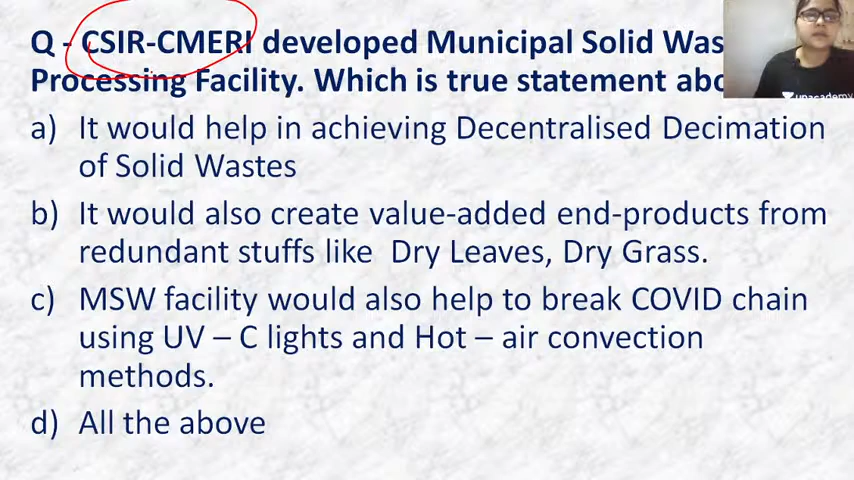 Q - CSIR-CMERI developed Municipal Solid
Processing Facility. Which is true statement
a) It would help in achieving Decentralised Decimation
of Solid Wastes
b) It would also create value-added end-products from
redundant stuffs like Dry Leaves, Dry Grass.
c) MSW facility would also help to break COVID chain
using UV – C lights and Hot – air convection
methods.
d) All the above
unacademy